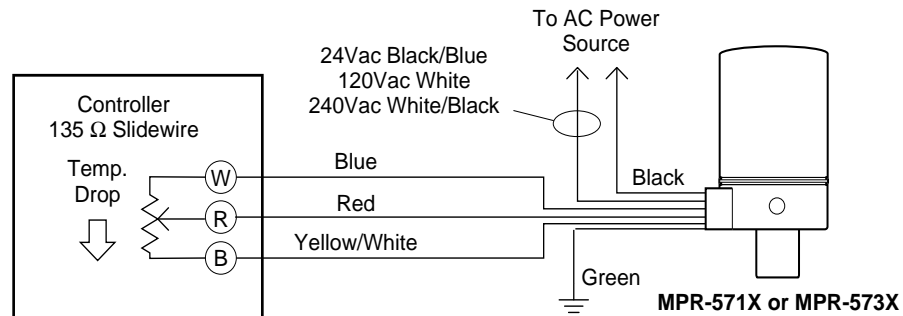 To AC Power
Source
24Vac Black/Blue
120Vac White
240Vac White/Black
Controller
135 Ω Slidewire
Temp.
Drop
W
R
B
Blue
Red
Yellow/White
Black
Green
MPR-571X or MPR-573X